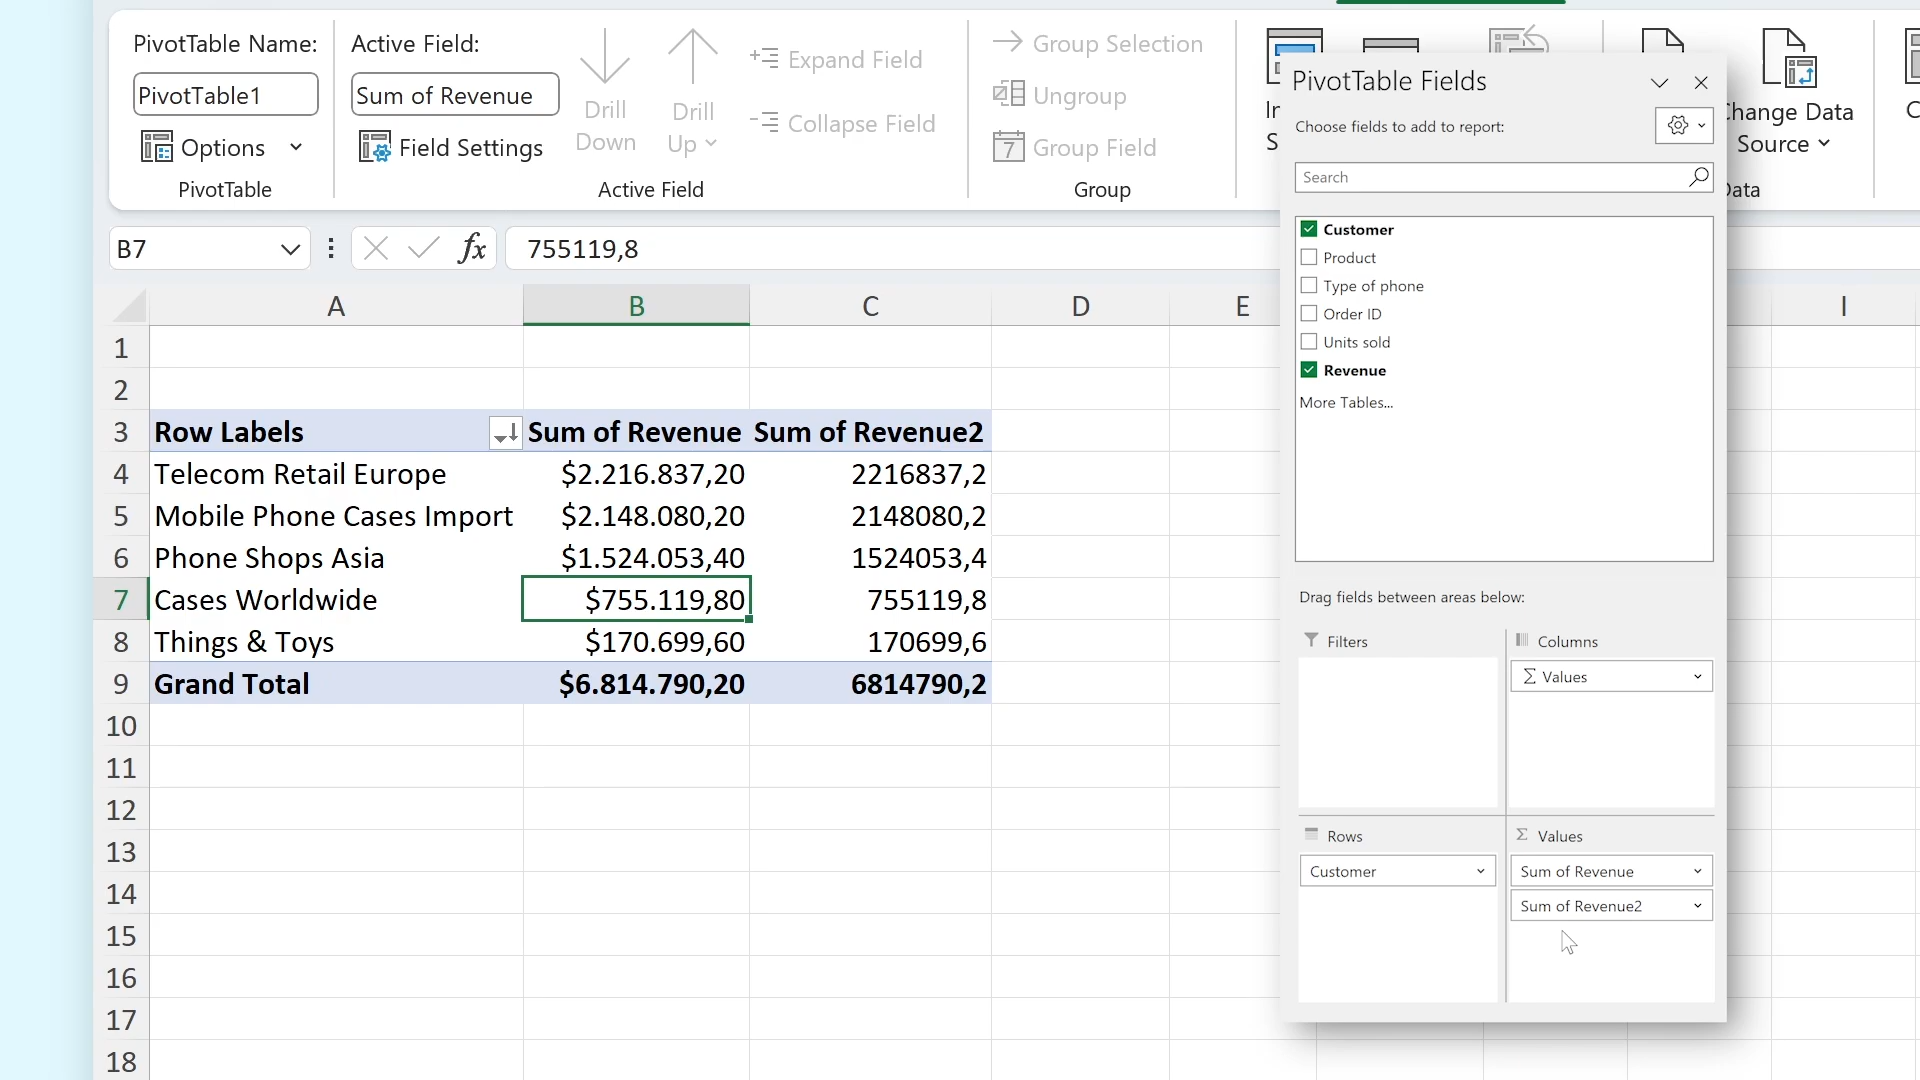 PivotTable Name:
PivotTable1
Options
PivotTable
Active Field:
Sum of Revenue
Field Settings
Drill
Down
Drill
Up
Expand Field
Collapse Field
Active Field
Group Selection
Ungroup
7 Group Field
Group
In
S
Change Data
Source
Data
C
B7
fx
755119,8
A B C D E I
1
2
3 Row Labels Sum of Revenue Sum of Revenue2
4 Telecom Retail Europe $2.216.837,20 2216837,2
5 Mobile Phone Cases Import $2.148.080,20 2148080,2
6 Phone Shops Asia $1.524.053,40 1524053,4
7 Cases Worldwide $755.119,80 755119,8
8 Things & Toys $170.699,60 170699,6
9 Grand Total $6.814.790,20 6814790,2
10
11
12
13
14
15
16
17
18
PivotTable Fields
Choose fields to add to report:
Search
Customer
Product
Type of phone
Order ID
Units sold
Revenue
More Tables...
Drag fields between areas below:
Filters
Columns
Σ Values
Rows
Customer
Σ Values
Sum of Revenue
Sum of Revenue2